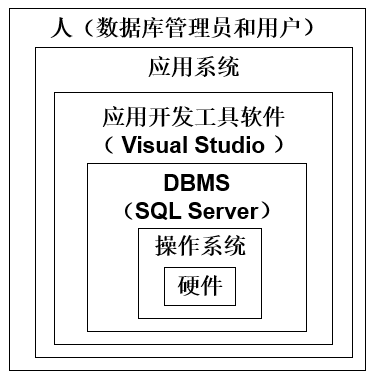 人（数据库管理员和用户）
应用系统
应用开发工具软件
（ Visual Studio ）
DBMS
（SQL Server）
操作系统
硬件